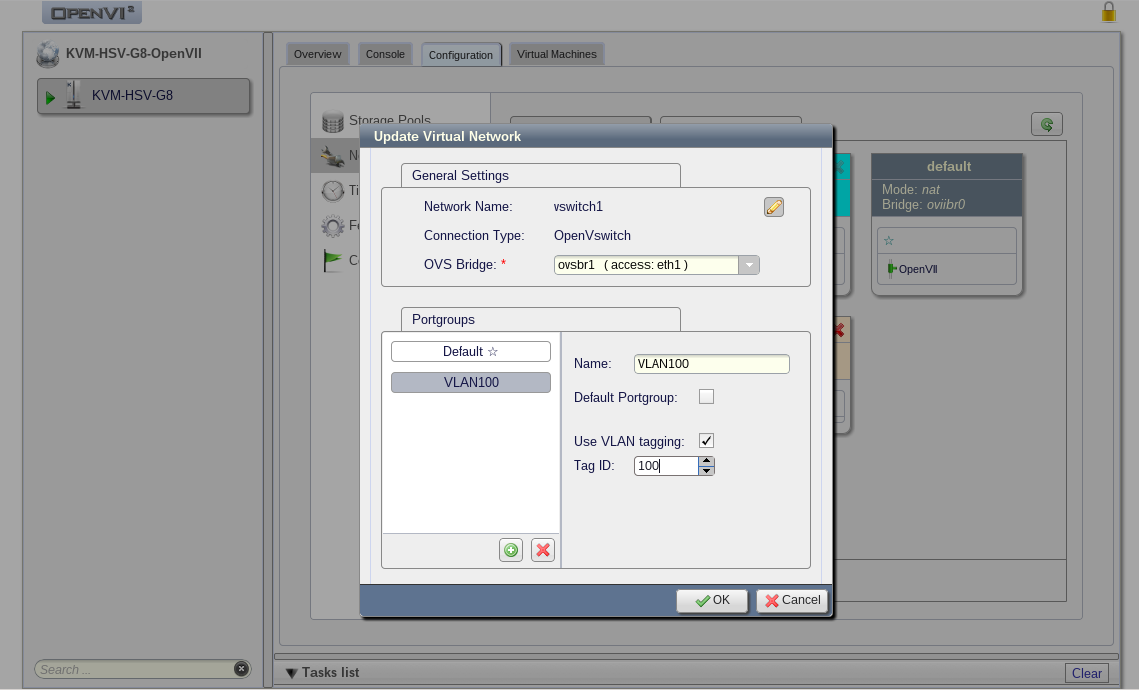 OPENVI²
KVM-HSV-G8-OpenVII
KVM-HSV-G8
Overview
Console
Configuration
Virtual Machines
Storage Pools
default
Mode: nat
Bridge: oviibr0
☆
OpenVII
Update Virtual Network
General Settings
Network Name: vswitch1
Connection Type: OpenVswitch
OVS Bridge: * ovsbr1 ( access: eth1 )
Portgroups
Default ☆
VLAN100
Name: VLAN100
Default Portgroup:
Use VLAN tagging:
Tag ID: 100
OK
Cancel
Search ...
Tasks list
Clear